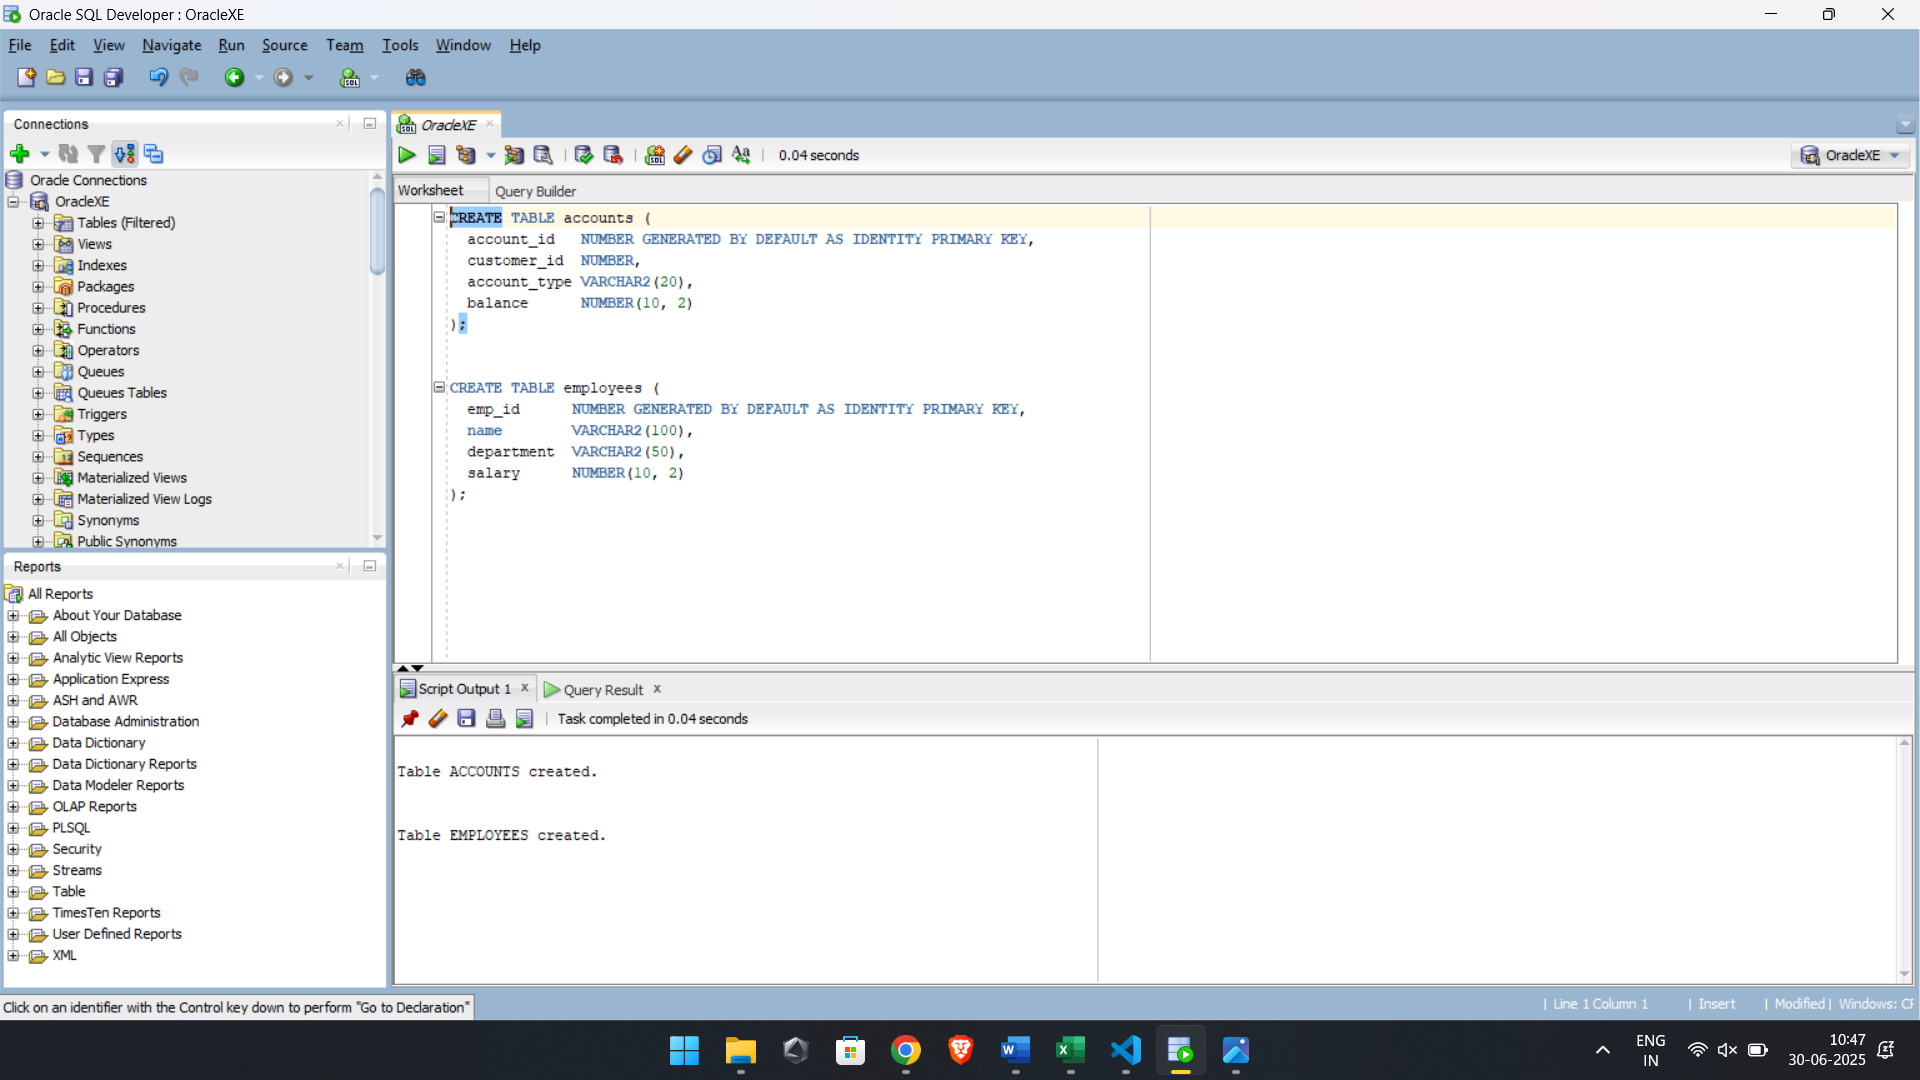 Oracle SQL Developer : OracleXE
File Edit View Navigate Run Source Team Tools Window Help
Connections
Oracle Connections
OracleXE
Tables (Filtered)
Views
Indexes
Packages
Procedures
Functions
Operators
Queues
Queues Tables
Triggers
Types
Sequences
Materialized Views
Materialized View Logs
Synonyms
Public Synonyms
Reports
All Reports
About Your Database
All Objects
Analytic View Reports
Application Express
ASH and AWR
Database Administration
Data Dictionary
Data Dictionary Reports
Data Modeler Reports
OLAP Reports
PLSQL
Security
Streams
Table
TimesTen Reports
User Defined Reports
XML
OracleXE
0.04 seconds
OracleXE
Worksheet Query Builder
CREATE TABLE accounts (
account_id NUMBER GENERATED BY DEFAULT AS IDENTITY PRIMARY KEY,
customer_id NUMBER,
account_type VARCHAR2(20),
balance NUMBER(10, 2)
);
CREATE TABLE employees (
emp_id NUMBER GENERATED BY DEFAULT AS IDENTITY PRIMARY KEY,
name VARCHAR2(100),
department VARCHAR2(50),
salary NUMBER(10, 2)
);
Script Output 1 Query Result
Task completed in 0.04 seconds
Table ACCOUNTS created.
Table EMPLOYEES created.
Click on an identifier with the Control key down to perform "Go to Declaration"
Line 1 Column 1 | Insert | Modified | Windows: CF
ENG
IN
10:47
30-06-2025